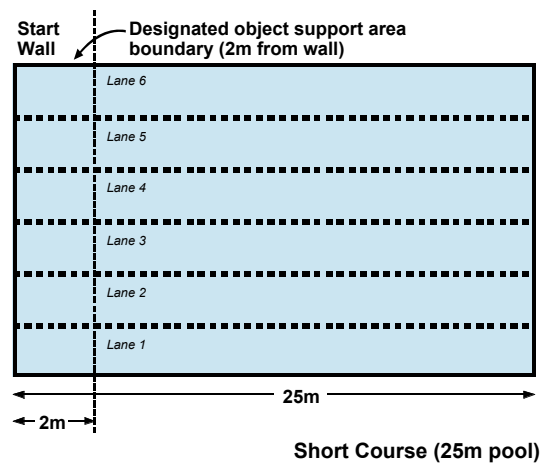 Start
Wall
Designated object support area
boundary (2m from wall)
Lane 6
Lane 5
Lane 4
Lane 3
Lane 2
Lane 1
25m
2m
Short Course (25m pool)